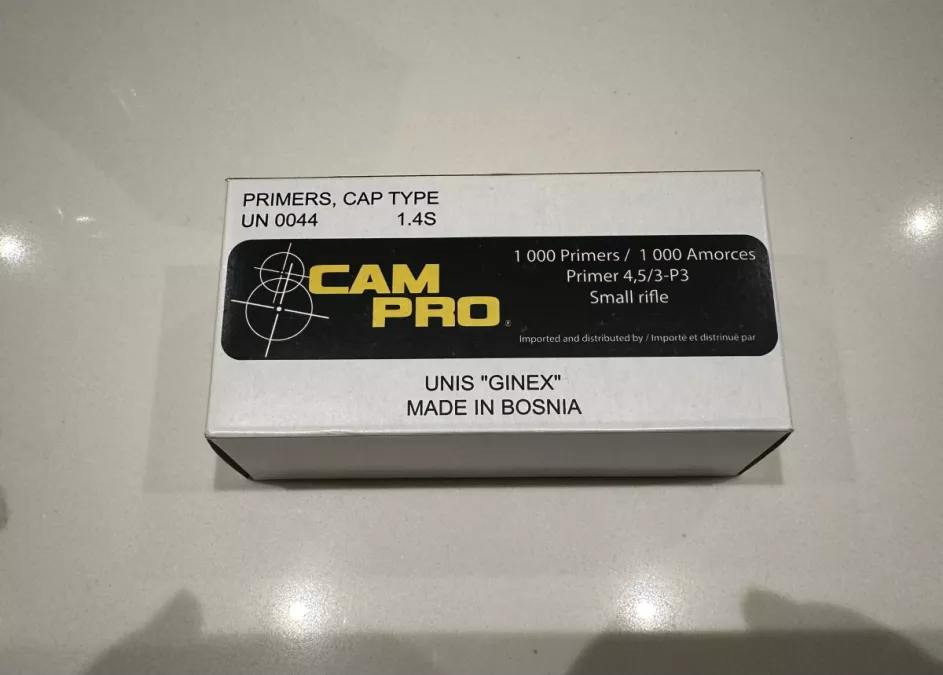 PRIMERS, CAP TYPE
UN 0044 1.4S
CAM
PRO
1 000 Primers / 1 000 Amorces
Primer 4,5/3-P3
Small rifle
Imported and distributed by / Importé et distrinué par
UNIS "GINEX"
MADE IN BOSNIA